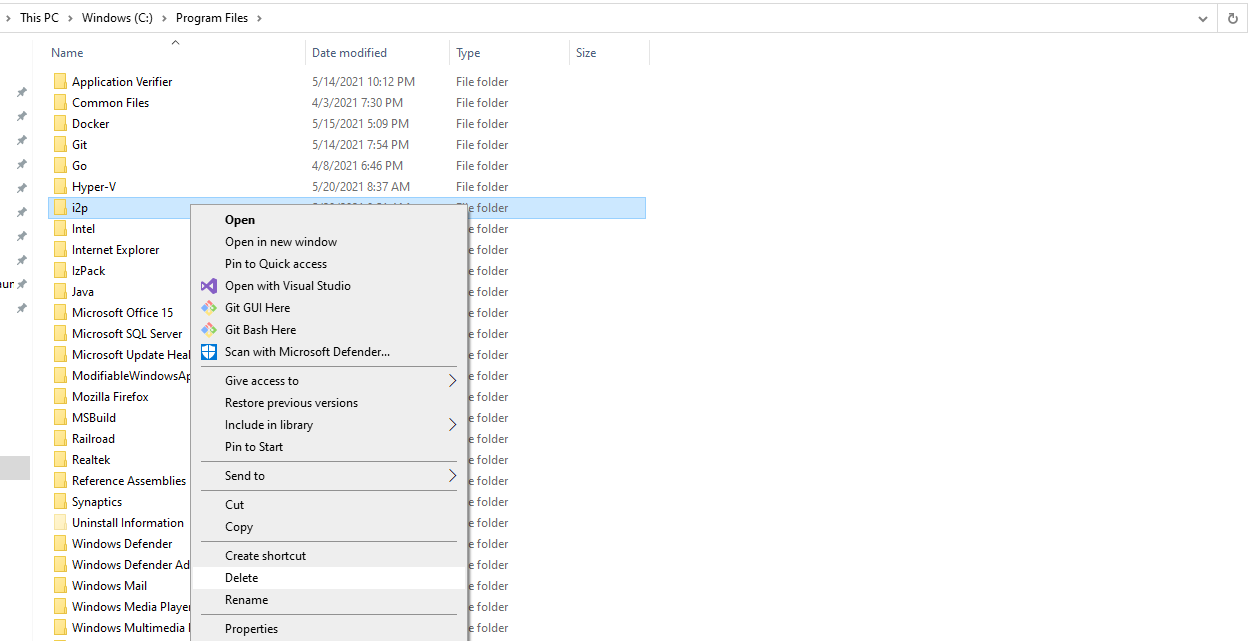 This PC > Windows (C:) > Program Files >
Name Date modified Type Size
Application Verifier 5/14/2021 10:12 PM File folder
Common Files 4/3/2021 7:30 PM File folder
Docker 5/15/2021 5:09 PM File folder
Git 5/14/2021 7:54 PM File folder
Go 4/8/2021 6:46 PM File folder
Hyper-V 5/20/2021 8:37 AM File folder
i2p e folder
Intel e folder
Internet Explorer e folder
IzPack e folder
Java e folder
Microsoft Office 15 e folder
Microsoft SQL Server e folder
Microsoft Update Heal e folder
ModifiableWindowsAp e folder
Mozilla Firefox e folder
MSBuild e folder
Railroad e folder
Realtek e folder
Reference Assemblies e folder
Synaptics e folder
Uninstall Information e folder
Windows Defender e folder
Windows Defender Ad e folder
Windows Mail e folder
Windows Media Player e folder
Windows Multimedia e folder
Open
Open in new window
Pin to Quick access
Open with Visual Studio
Git GUI Here
Git Bash Here
Scan with Microsoft Defender...
Give access to
Restore previous versions
Include in library
Pin to Start
Send to
Cut
Copy
Create shortcut
Delete
Rename
Properties